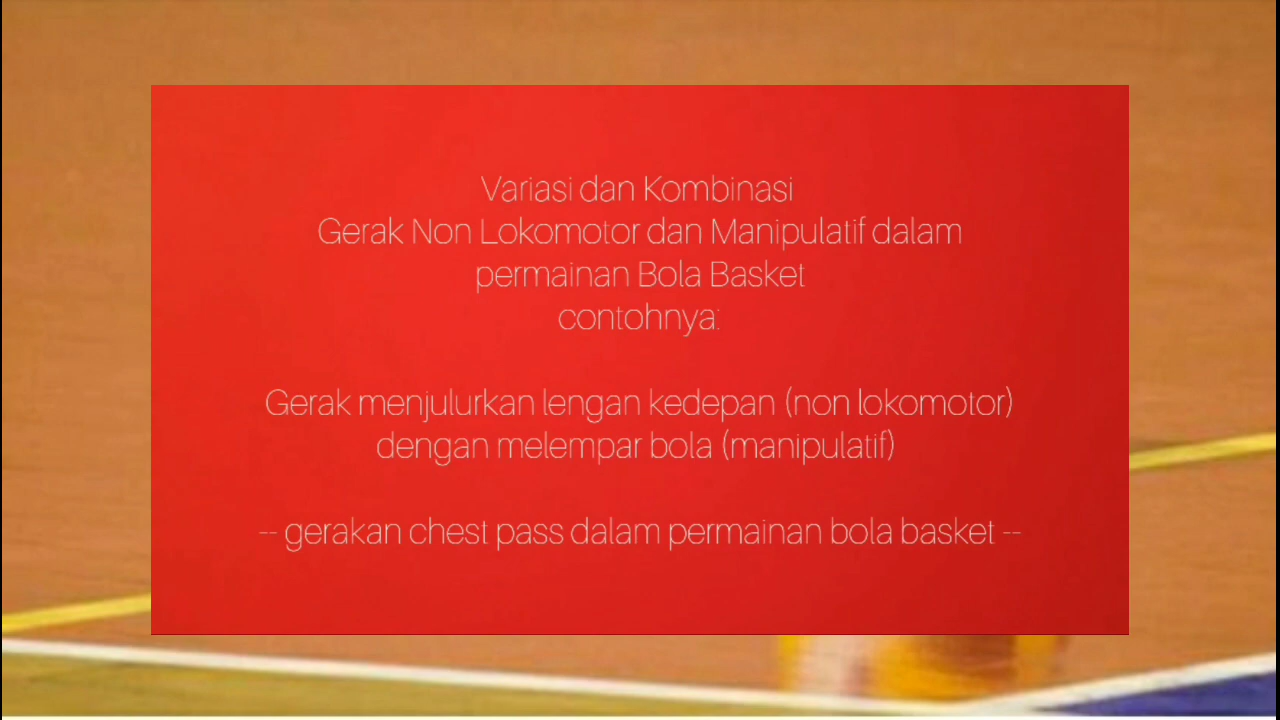 Variasi dan Kombinasi
Gerak Non Lokomotor dan Manipulatif dalam
permainan Bola Basket
contohnya:
Gerak menjulurkan lengan kedepan (non lokomotor)
dengan melempar bola (manipulatif)
-- gerakan chest pass dalam permainan bola basket --